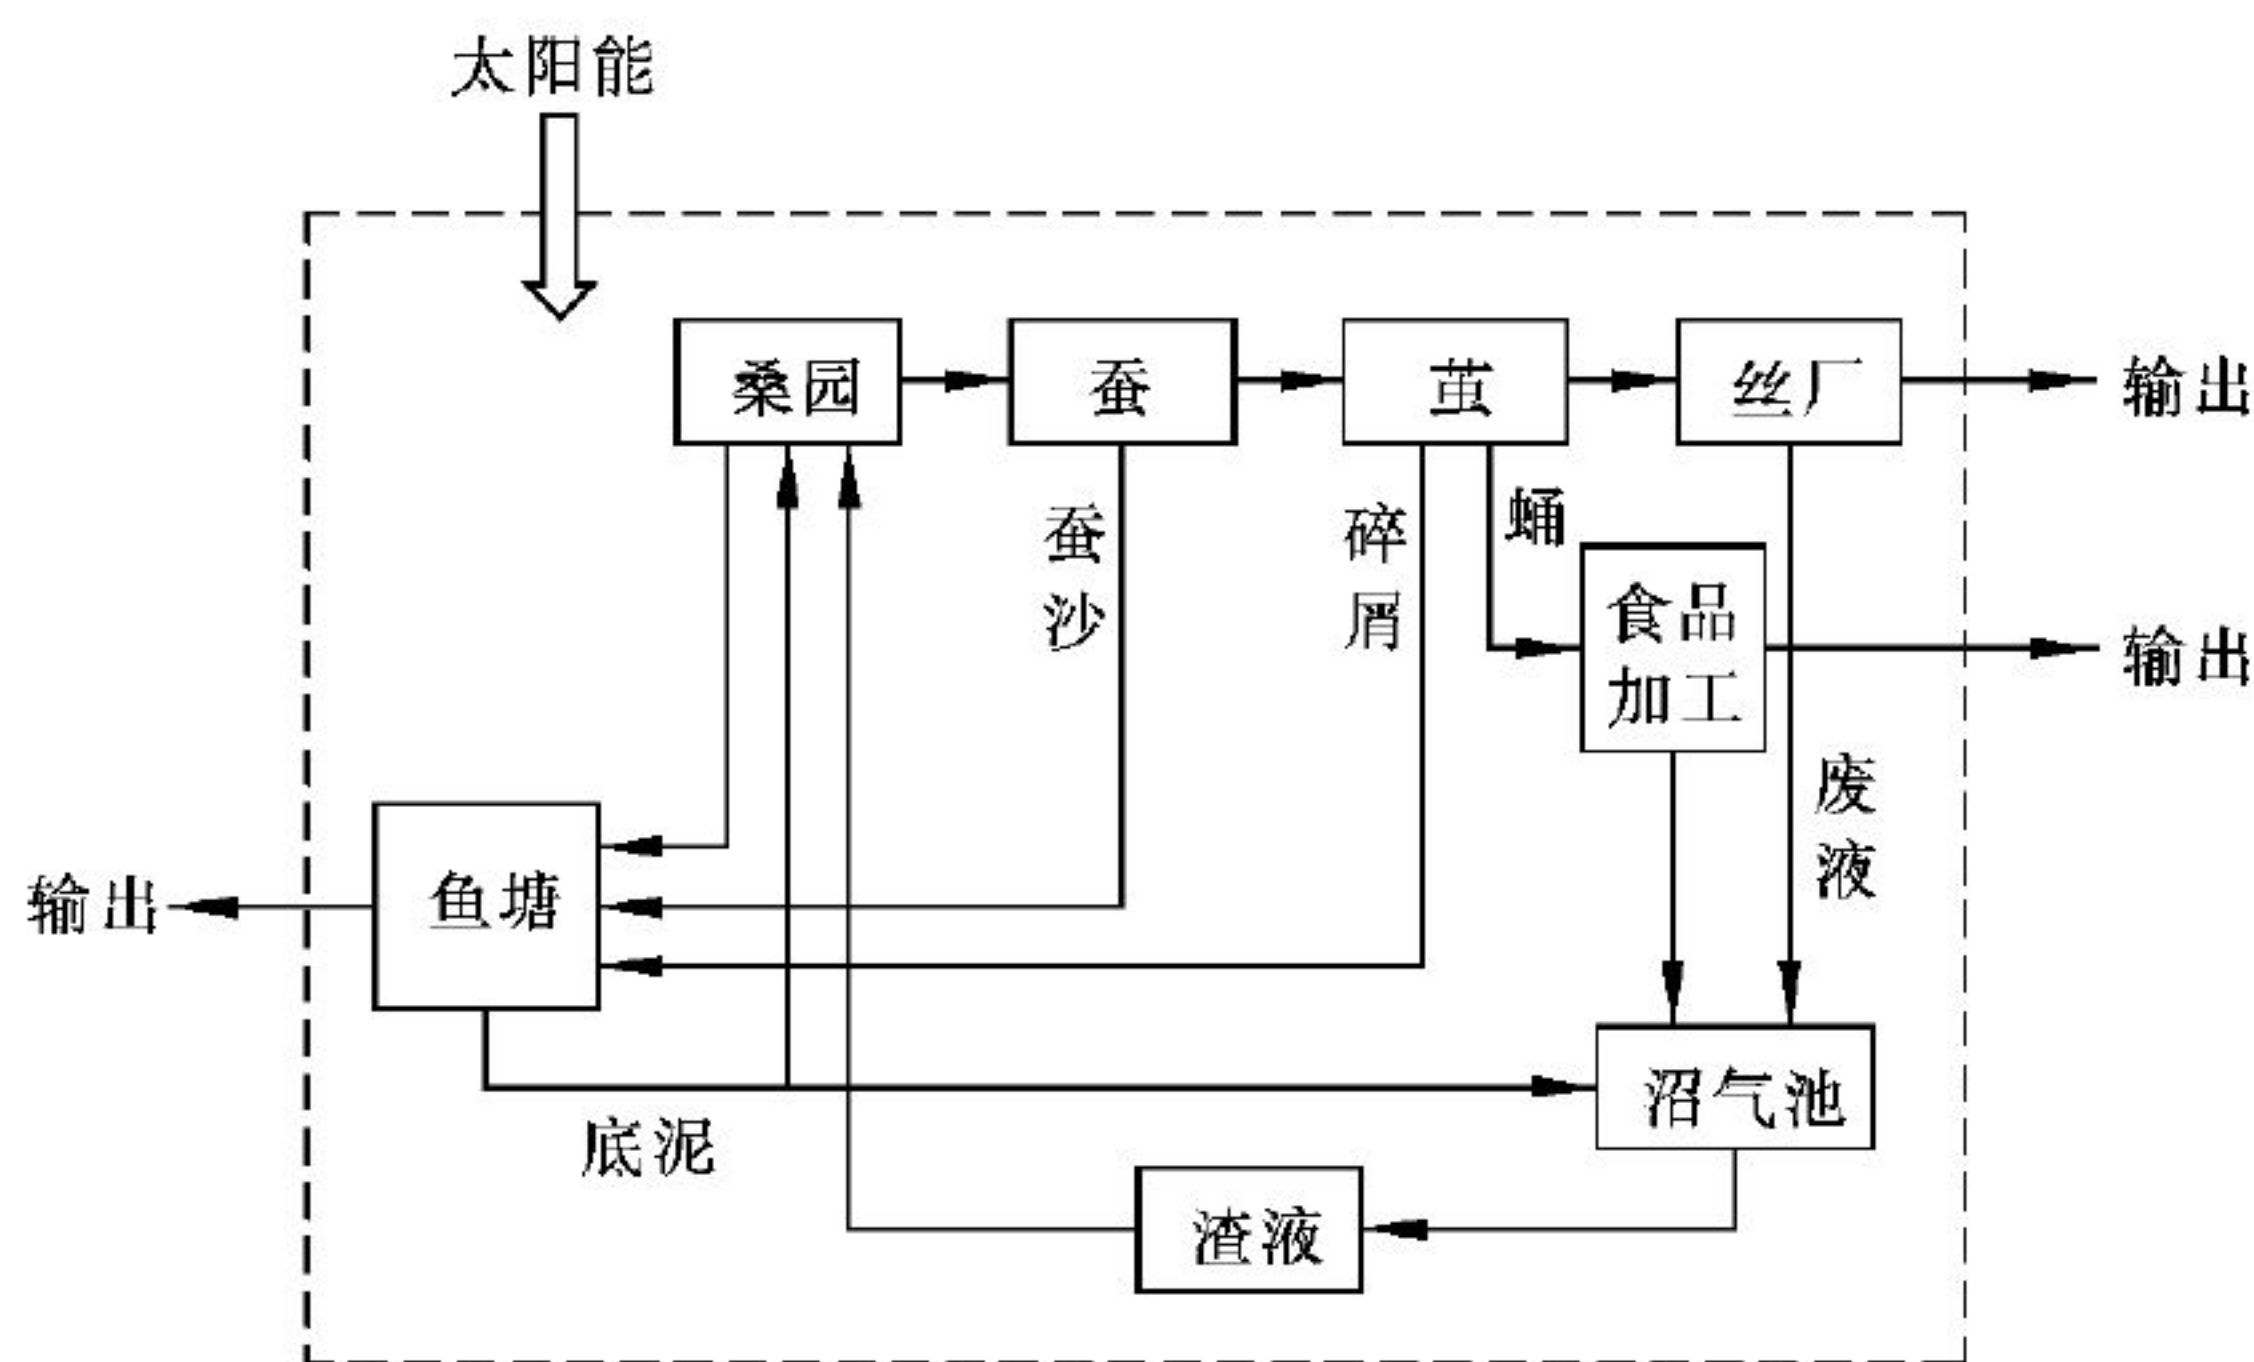 太阳能
桑园
蚕
茧
丝厂
输出
蚕沙
碎屑
蛹
食品
加工
输出
废液
鱼塘
输出
底泥
沼气池
渣液